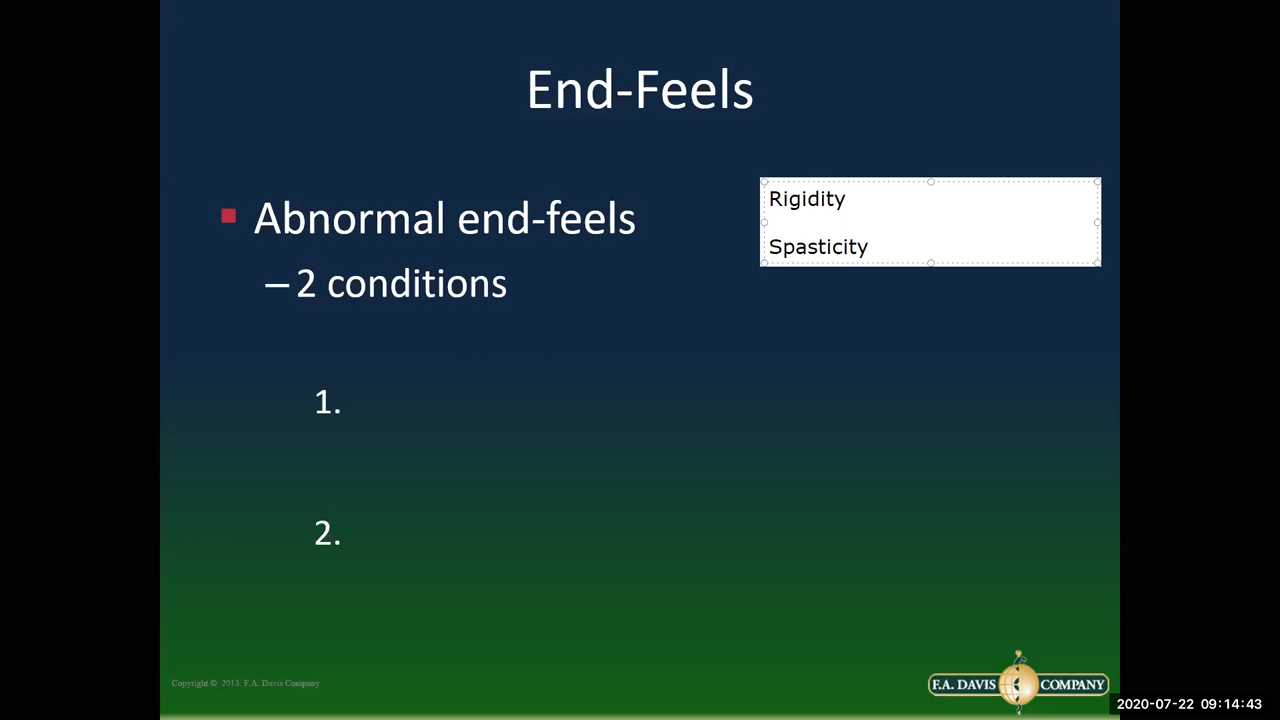 End-Feels
Abnormal end-feels
– 2 conditions
1.
2.
Rigidity
Spasticity
Copyright © 2013. F.A. Davis Company
F.A. DAVIS COMPANY
2020-07-22 09:14:43